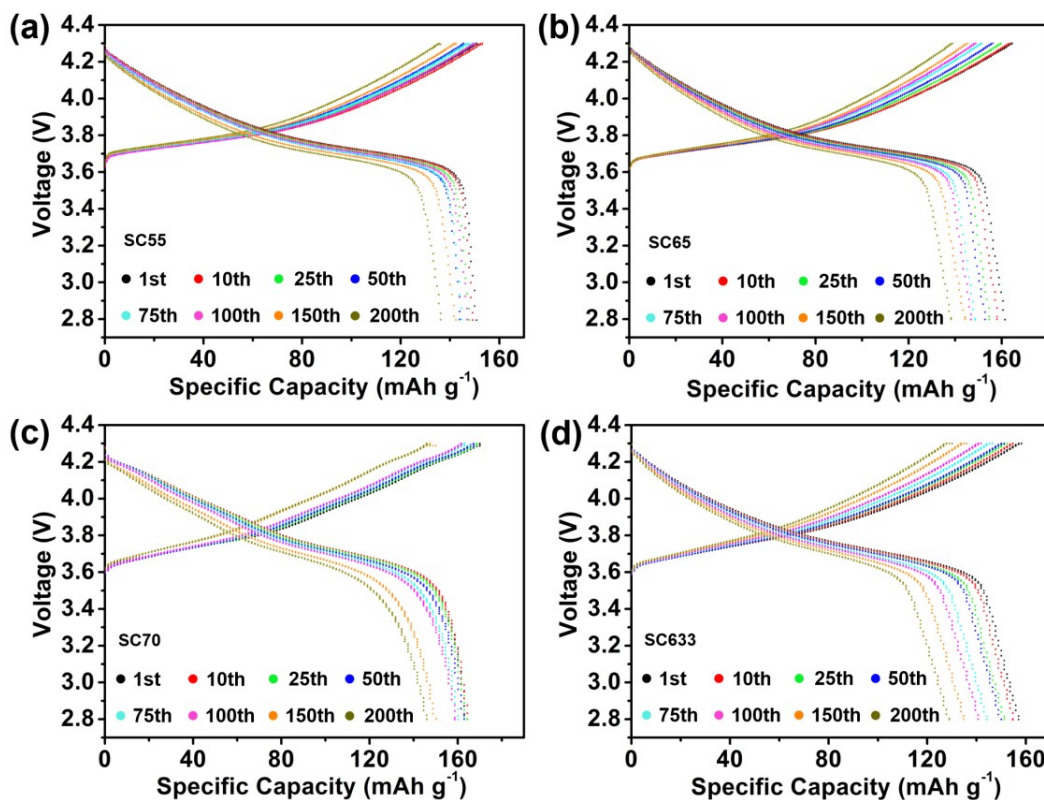 (a)
4.4
4.2
4.0
3.8
3.6
3.4
3.2
3.0
2.8
Voltage (V)
SC55
1st 10th 25th 50th
75th 100th 150th 200th
0 40 80 120 160
Specific Capacity (mAh g⁻¹)
(b)
4.4
4.2
4.0
3.8
3.6
3.4
3.2
3.0
2.8
Voltage (V)
SC65
1st 10th 25th 50th
75th 100th 150th 200th
0 40 80 120 160
Specific Capacity (mAh g⁻¹)
(c)
4.4
4.2
4.0
3.8
3.6
3.4
3.2
3.0
2.8
Voltage (V)
SC70
1st 10th 25th 50th
75th 100th 150th 200th
0 40 80 120 160
Specific Capacity (mAh g⁻¹)
(d)
4.4
4.2
4.0
3.8
3.6
3.4
3.2
3.0
2.8
Voltage (V)
SC633
1st 10th 25th 50th
75th 100th 150th 200th
0 40 80 120 160
Specific Capacity (mAh g⁻¹)